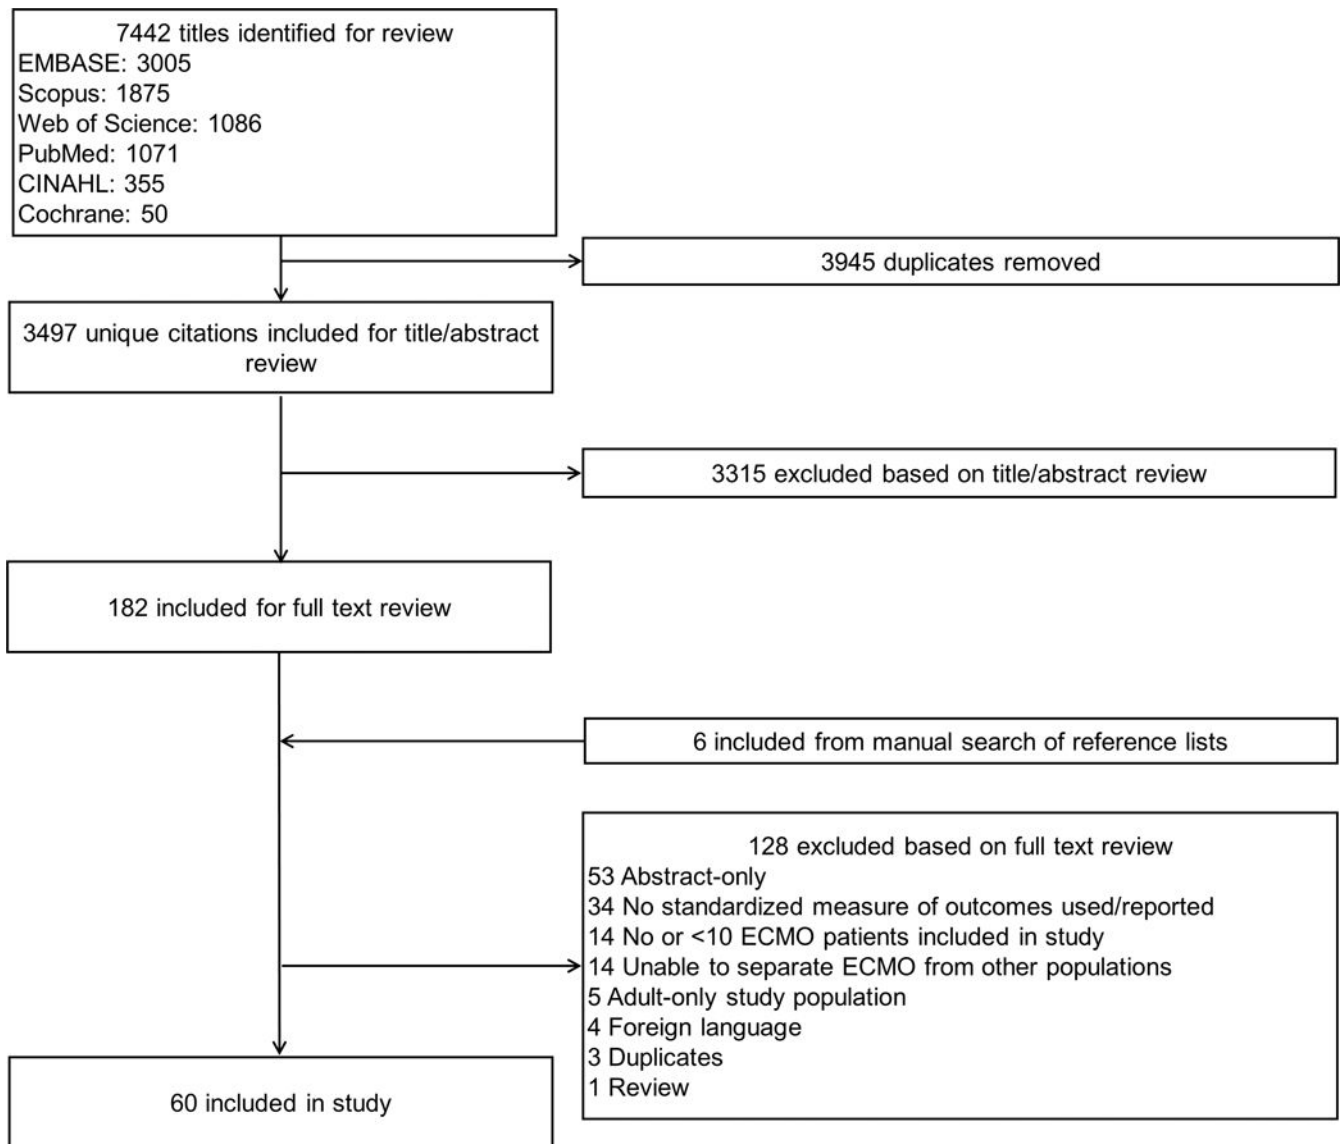 7442 titles identified for review
EMBASE: 3005
Scopus: 1875
Web of Science: 1086
PubMed: 1071
CINAHL: 355
Cochrane: 50
3945 duplicates removed
3497 unique citations included for title/abstract
review
3315 excluded based on title/abstract review
182 included for full text review
6 included from manual search of reference lists
128 excluded based on full text review
53 Abstract-only
34 No standardized measure of outcomes used/reported
14 No or <10 ECMO patients included in study
14 Unable to separate ECMO from other populations
5 Adult-only study population
4 Foreign language
3 Duplicates
1 Review
60 included in study